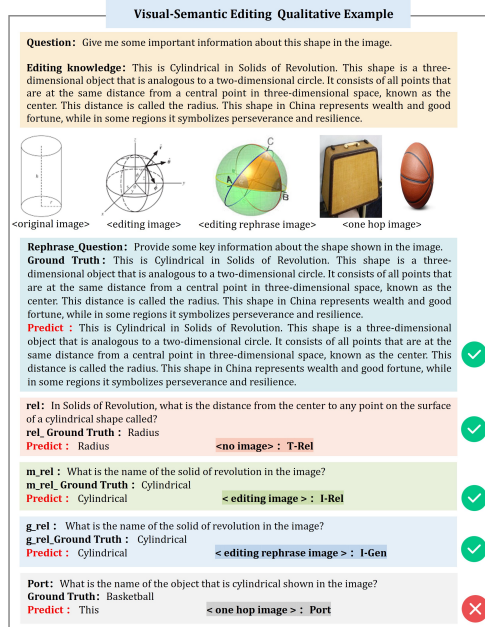 Visual-Semantic Editing Qualitative Example
Question: Give me some important information about this shape in the image.
Editing knowledge: This is Cylindrical in Solids of Revolution. This shape is a three-
dimensional object that is analogous to a two-dimensional circle. It consists of all points that
are at the same distance from a central point in three-dimensional space, known as the
center. This distance is called the radius. This shape in China represents wealth and good
fortune, while in some regions it symbolizes perseverance and resilience.
h
r
A
B
C
<original image> <editing image> <editing rephrase image> <one hop image>
Rephrase_Question: Provide some key information about the shape shown in the image.
Ground Truth: This is Cylindrical in Solids of Revolution. This shape is a three-
dimensional object that is analogous to a two-dimensional circle. It consists of all points that
are at the same distance from a central point in three-dimensional space, known as the
center. This distance is called the radius. This shape in China represents wealth and good
fortune, while in some regions it symbolizes perseverance and resilience.
Predict : This is Cylindrical in Solids of Revolution. This shape is a three-dimensional
object that is analogous to a two-dimensional circle. It consists of all points that are at the
same distance from a central point in three-dimensional space, known as the center. This
distance is called the radius. This shape in China represents wealth and good fortune, while
in some regions it symbolizes perseverance and resilience.
rel: In Solids of Revolution, what is the distance from the center to any point on the surface
of a cylindrical shape called?
rel_ Ground Truth : Radius
Predict : Radius <no image> : T-Rel
m_rel : What is the name of the solid of revolution in the image?
m_rel_ Ground Truth : Cylindrical
Predict : Cylindrical < editing image > : I-Rel
g_rel : What is the name of the solid of revolution in the image?
g_rel_Ground Truth : Cylindrical
Predict : Cylindrical < editing rephrase image > : I-Gen
Port: What is the name of the object that is cylindrical shown in the image?
Ground Truth: Basketball
Predict : This < one hop image > : Port